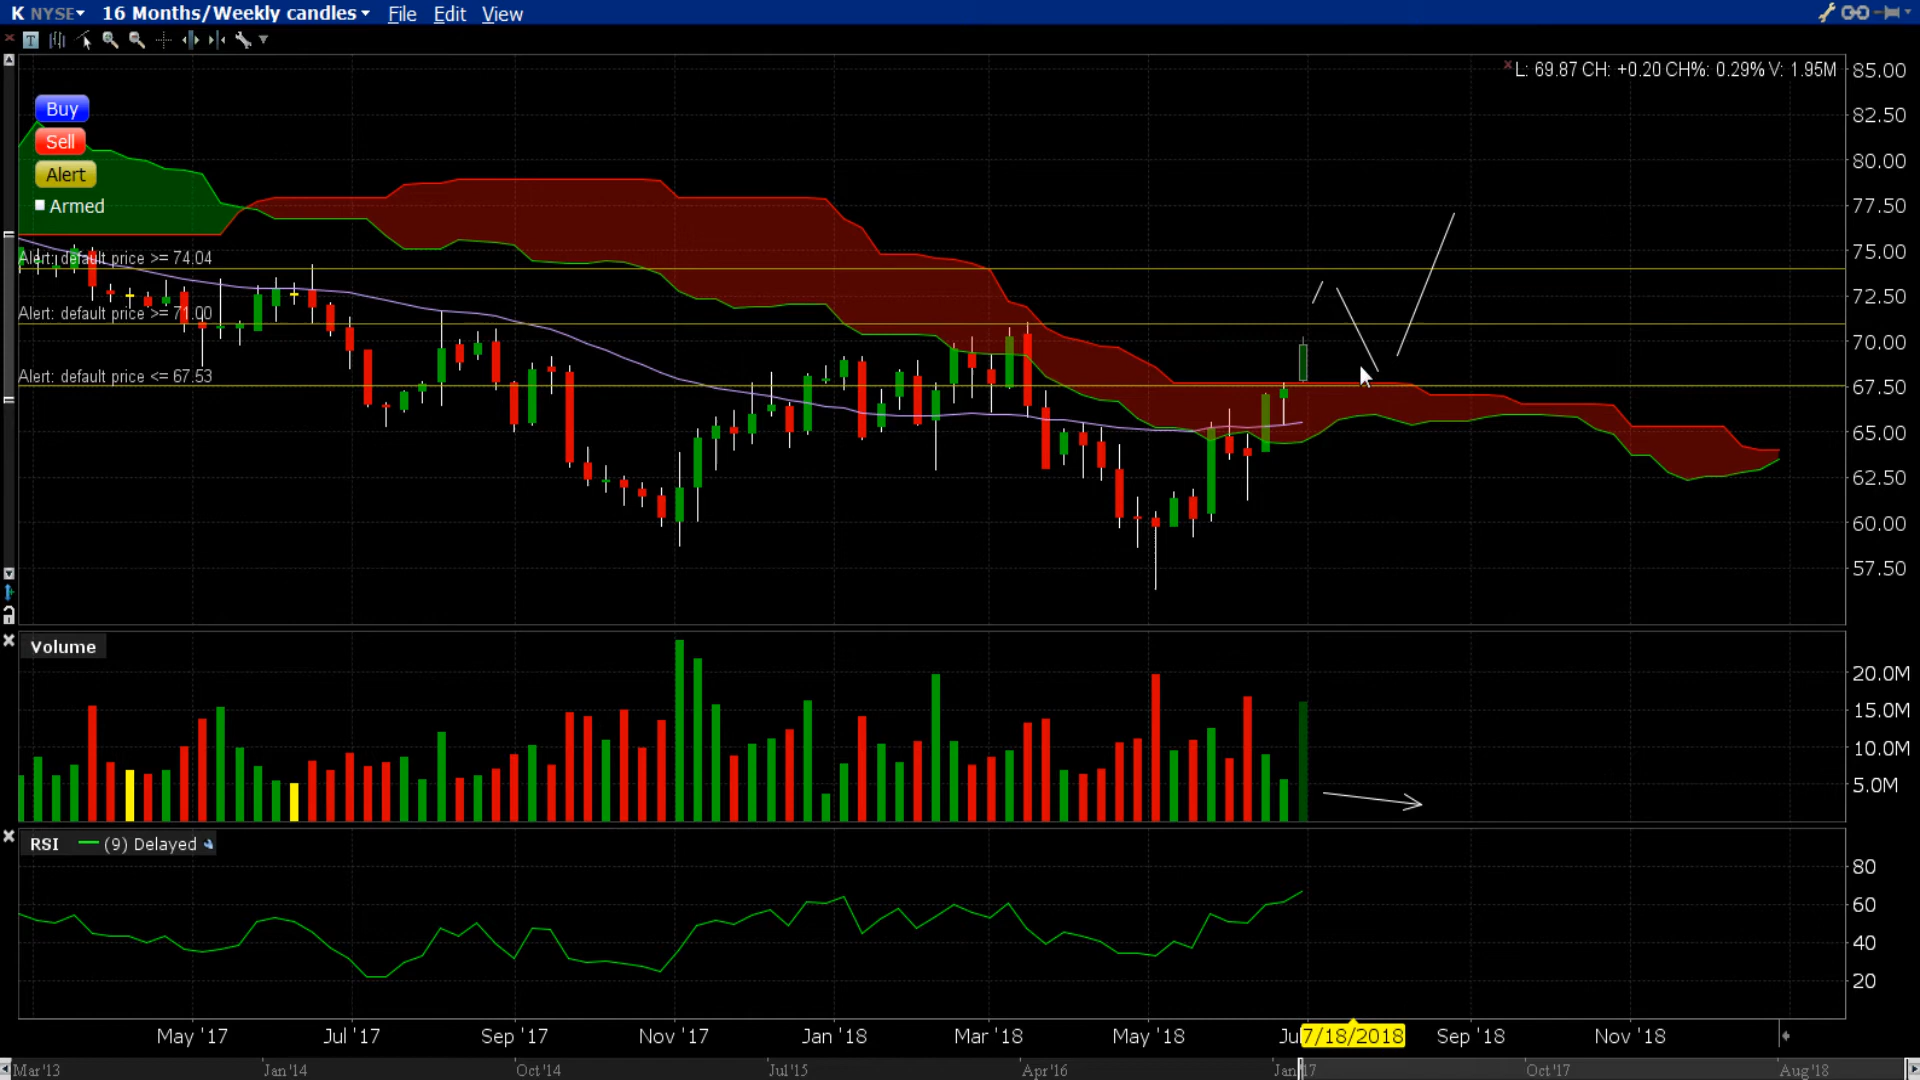 K NYSE 16 Months/Weekly candles File Edit View
T
L: 69.87 CH: +0.20 CH%: 0.29% V: 1.95M
85.00
Buy
82.50
Sell
80.00
Alert
Armed
77.50
Alert: default price >= 74.04
75.00
72.50
Alert: default price >= 71.00
70.00
Alert: default price <= 67.53
67.50
65.00
62.50
60.00
57.50
Volume
20.0M
15.0M
10.0M
5.0M
RSI (9) Delayed
80
60
40
20
May '17 Jul '17 Sep '17 Nov '17 Jan '18 Mar '18 May '18 Ju 7/18/2018 Sep '18 Nov '18
Mar'13 Jan'14 Oct'14 Jul'15 Apr'16 Jan'17 Oct'17 Aug'18